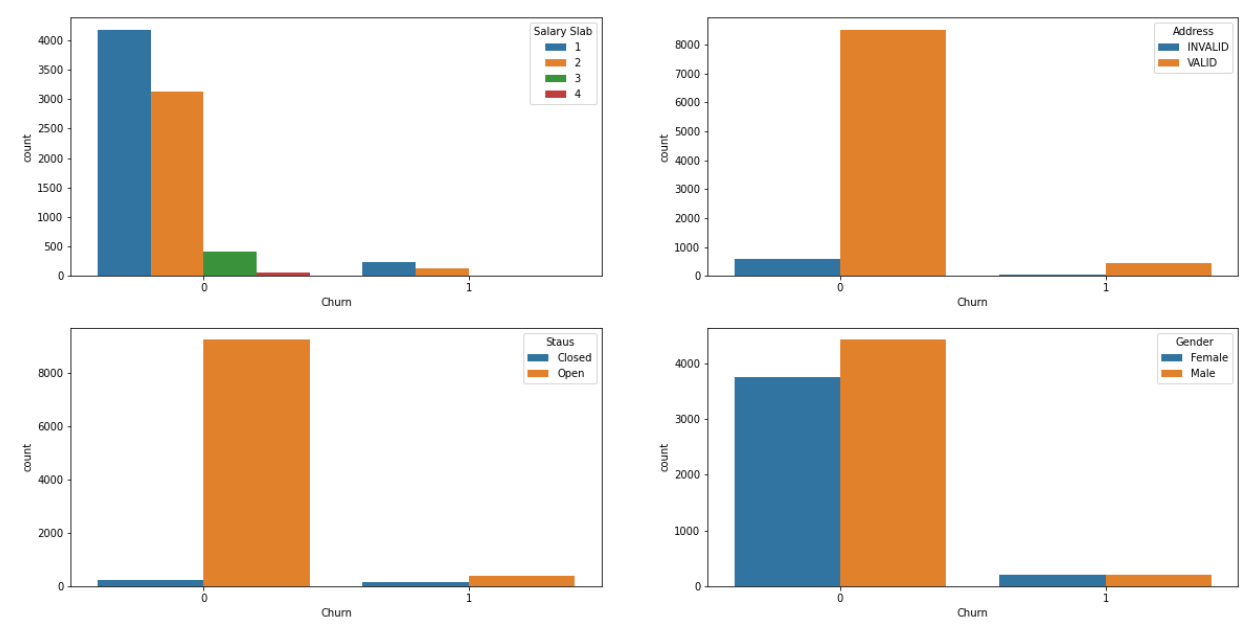 Salary Slab
1
2
3
4
4000
3500
3000
2500
2000
1500
1000
500
0
count
0 1
Churn
Address
INVALID
VALID
8000
7000
6000
5000
4000
3000
2000
1000
0
count
0 1
Churn
Staus
Closed
Open
8000
6000
4000
2000
0
count
0 1
Churn
Gender
Female
Male
4000
3000
2000
1000
0
count
0 1
Churn